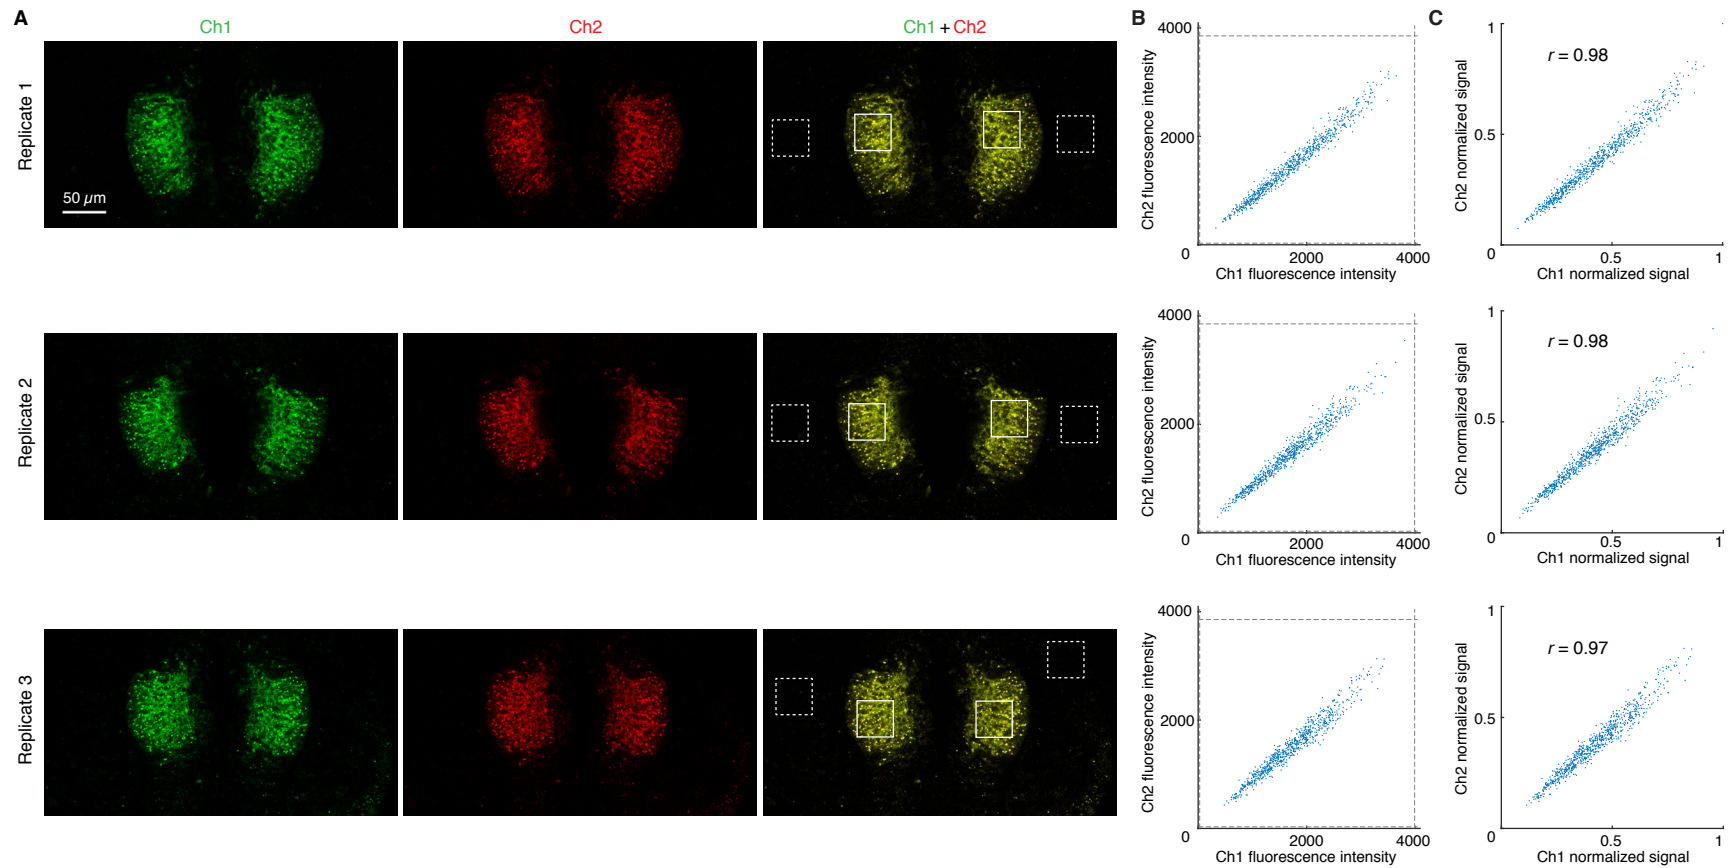 A
Ch1
Ch2
Ch1 + Ch2
B
C
Replicate 1
50 µm
Ch2 fluorescence intensity
4000
2000
0
2000
4000
Ch1 fluorescence intensity
Ch2 normalized signal
1
0.5
0
r = 0.98
0.5
1
Ch1 normalized signal
Replicate 2
Ch2 fluorescence intensity
4000
2000
0
2000
4000
Ch1 fluorescence intensity
Ch2 normalized signal
1
0.5
0
r = 0.98
0.5
1
Ch1 normalized signal
Replicate 3
Ch2 fluorescence intensity
4000
2000
0
2000
4000
Ch1 fluorescence intensity
Ch2 normalized signal
1
0.5
0
r = 0.97
0.5
1
Ch1 normalized signal